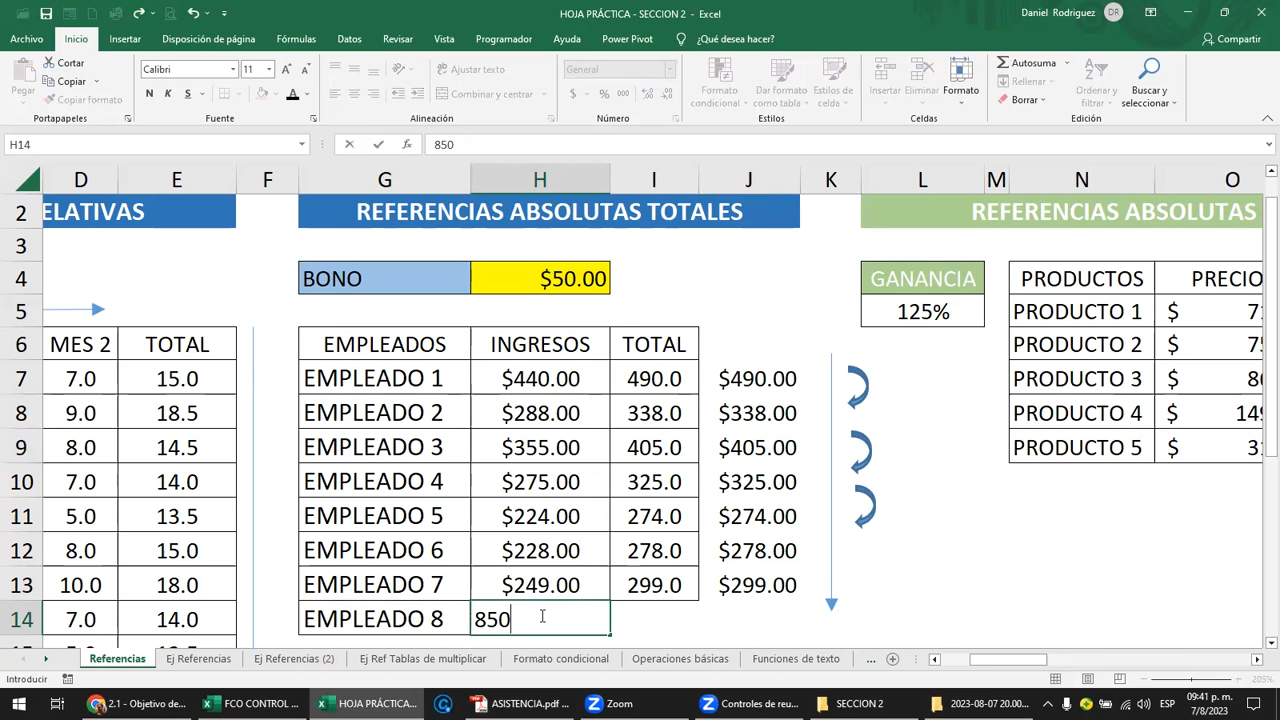 HOJA PRÁCTICA - SECCION 2 - Excel
Daniel Rodriguez DR
Archivo Inicio Insertar Disposición de página Fórmulas Datos Revisar Vista Programador Ayuda Power Pivot ¿Qué desea hacer? Compartir
Pegar
Cortar
Copiar
Copiar formato
Portapapeles
Calibri 11
N K S
Fuente
Ajustar texto
Combinar y centrar
Alineación
General
$ % 000
Número
Formato condicional
Dar formato como tabla
Estilos de celda
Estilos
Insertar Eliminar Formato
Celdas
Autosuma
Rellenar
Borrar
Ordenar y filtrar
Buscar y seleccionar
Edición
H14 fx 850
D E F G H I J K L M N O
2 ELATIVAS REFERENCIAS ABSOLUTAS TOTALES REFERENCIAS ABSOLUTAS
3
4 BONO $50.00 GANANCIA PRODUCTOS PRECIO
5 125% PRODUCTO 1 $
6 MES 2 TOTAL EMPLEADOS INGRESOS TOTAL PRODUCTO 2 $
7 7.0 15.0 EMPLEADO 1 $440.00 490.0 $490.00 PRODUCTO 3 $
8 9.0 18.5 EMPLEADO 2 $288.00 338.0 $338.00 PRODUCTO 4 $ 149
9 8.0 14.5 EMPLEADO 3 $355.00 405.0 $405.00 PRODUCTO 5 $
10 7.0 14.0 EMPLEADO 4 $275.00 325.0 $325.00
11 5.0 13.5 EMPLEADO 5 $224.00 274.0 $274.00
12 8.0 15.0 EMPLEADO 6 $228.00 278.0 $278.00
13 10.0 18.0 EMPLEADO 7 $249.00 299.0 $299.00
14 7.0 14.0 EMPLEADO 8 850
Referencias Ej Referencias Ej Referencias (2) Ej Ref Tablas de multiplicar Formato condicional Operaciones básicas Funciones de texto ...
Introducir 205%
2.1 - Objetivo de... FCO CONTROL ... HOJA PRÁCTICA... ASISTENCIA.pdf ... Zoom Controles de reu... SECCION 2 2023-08-07 20.00... ESP 09:41 p. m.
7/8/2023